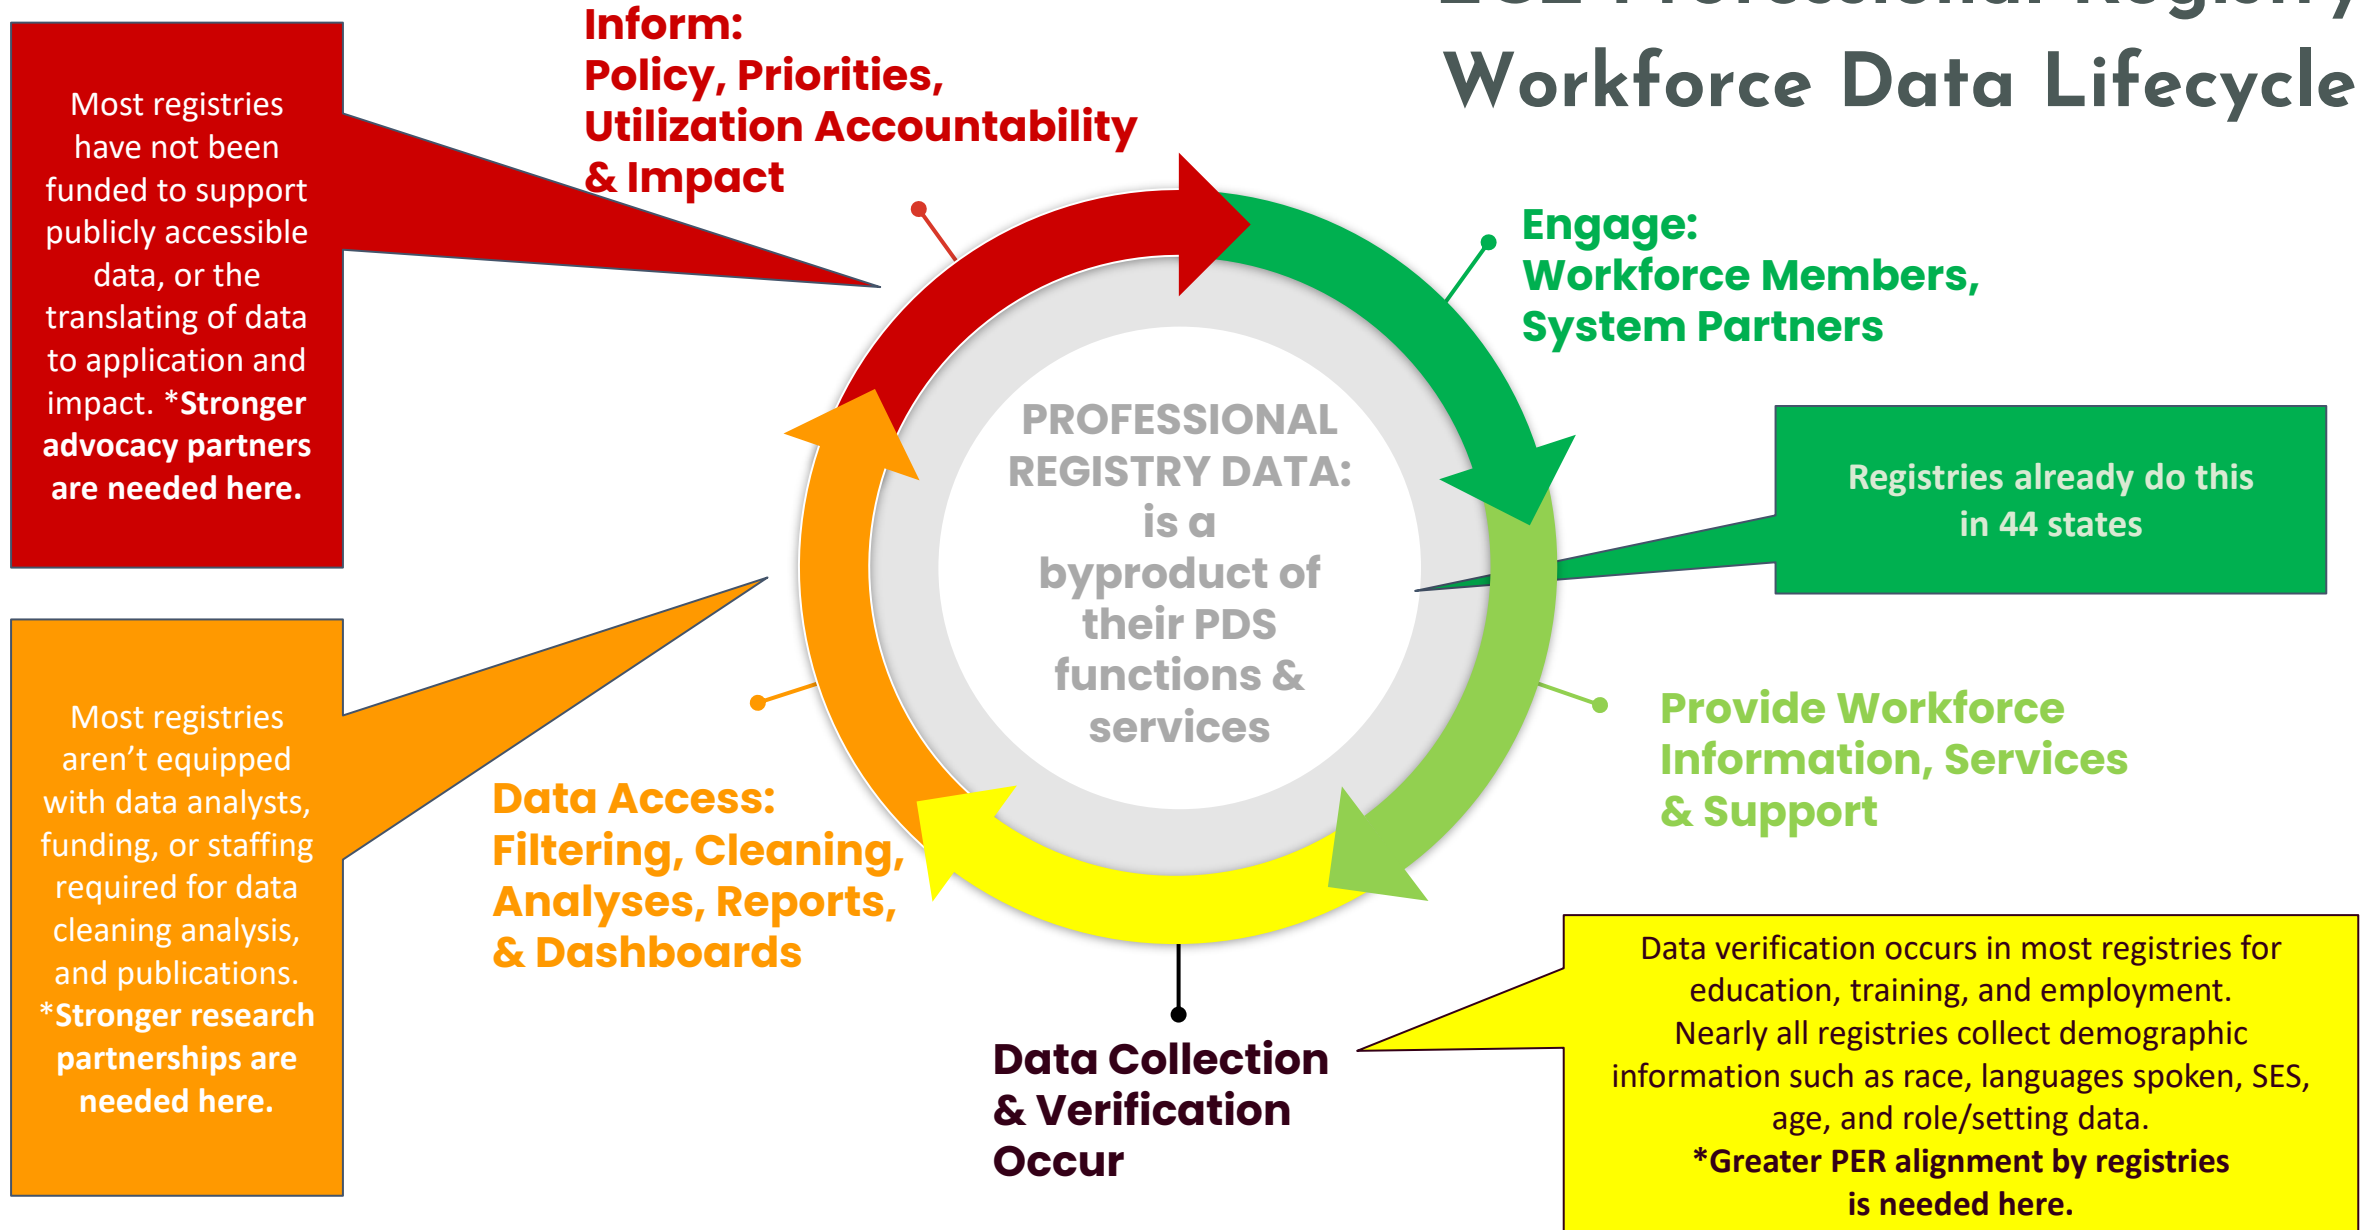 ECE Professional Registry
Workforce Data Lifecycle
Inform:
Policy, Priorities,
Utilization Accountability
& Impact
Most registries
have not been
funded to support
publicly accessible
data, or the
translating of data
to application and
impact. *Stronger
advocacy partners
are needed here.
Engage:
Workforce Members,
System Partners
PROFESSIONAL
REGISTRY DATA:
is a
byproduct of
their PDS
functions &
services
Registries already do this
in 44 states
Provide Workforce
Information, Services
& Support
Most registries
aren’t equipped
with data analysts,
funding, or staffing
required for data
cleaning analysis,
and publications.
*Stronger research
partnerships are
needed here.
Data Access:
Filtering, Cleaning,
Analyses, Reports,
& Dashboards
Data Collection
& Verification
Occur
Data verification occurs in most registries for
education, training, and employment.
Nearly all registries collect demographic
information such as race, languages spoken, SES,
age, and role/setting data.
*Greater PER alignment by registries
is needed here.